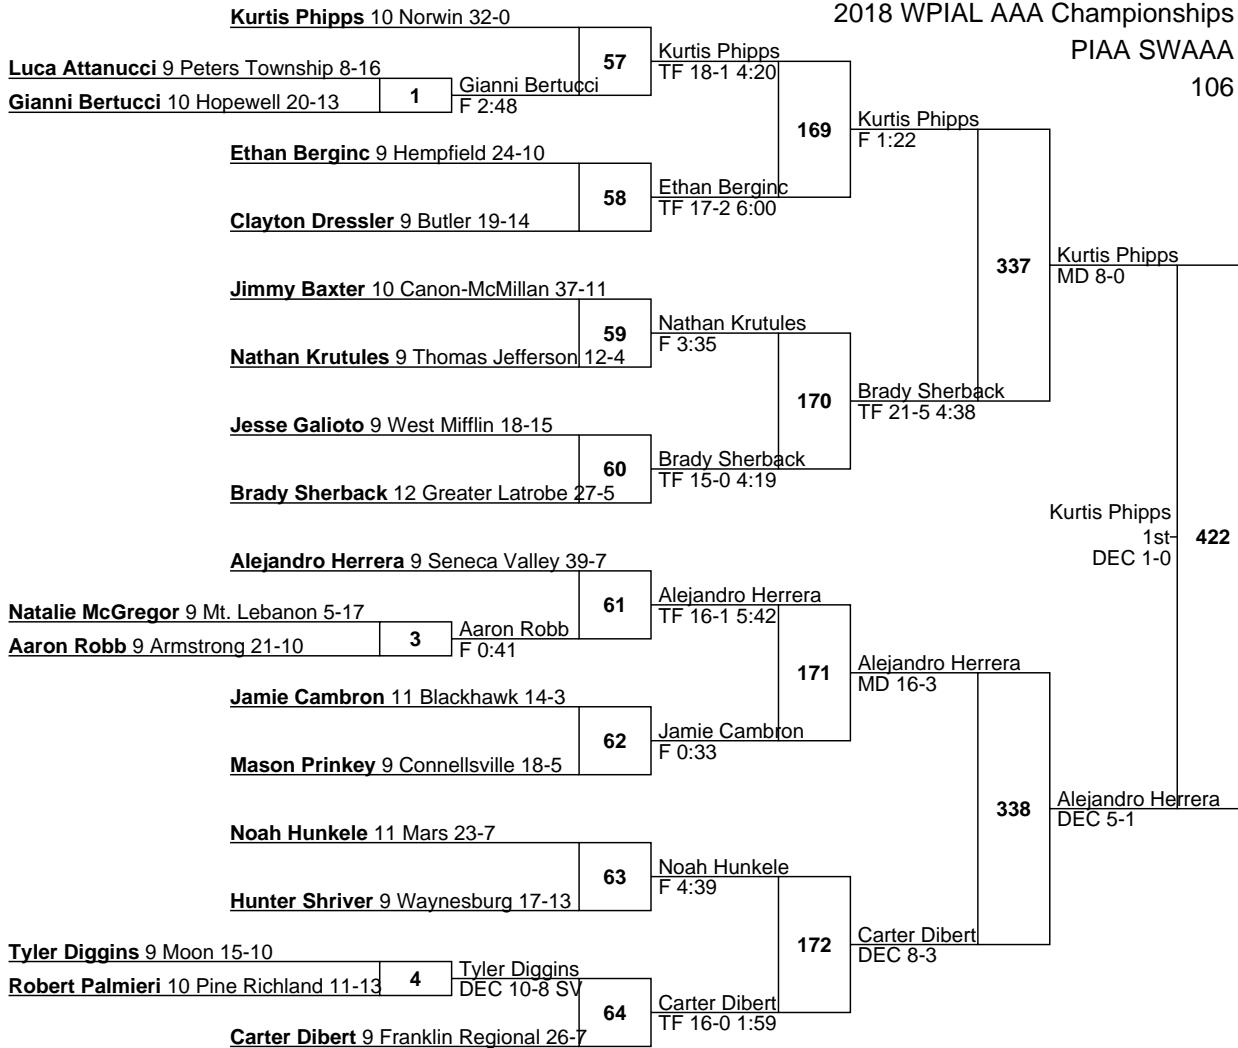 2018 WPIAL AAA Championships
PIAA SWAAA
106
Kurtis Phipps 10 Norwin 32-0
57
Kurtis Phipps
TF 18-1 4:20
Luca Attanucci 9 Peters Township 8-16
1
Gianni Bertucci
F 2:48
Gianni Bertucci 10 Hopewell 20-13
169
Kurtis Phipps
F 1:22
Ethan Berginc 9 Hempfield 24-10
58
Ethan Berginc
TF 17-2 6:00
Clayton Dressler 9 Butler 19-14
337
Kurtis Phipps
MD 8-0
Jimmy Baxter 10 Canon-McMillan 37-11
59
Nathan Krutules
F 3:35
Nathan Krutules 9 Thomas Jefferson 12-4
170
Brady Sherback
TF 21-5 4:38
Jesse Galioto 9 West Mifflin 18-15
60
Brady Sherback
TF 15-0 4:19
Brady Sherback 12 Greater Latrobe 27-5
Kurtis Phipps
1st
DEC 1-0
422
Alejandro Herrera 9 Seneca Valley 39-7
61
Alejandro Herrera
TF 16-1 5:42
Natalie McGregor 9 Mt. Lebanon 5-17
3
Aaron Robb
F 0:41
Aaron Robb 9 Armstrong 21-10
171
Alejandro Herrera
MD 16-3
Jamie Cambron 11 Blackhawk 14-3
62
Jamie Cambron
F 0:33
Mason Prinkey 9 Connellsville 18-5
338
Alejandro Herrera
DEC 5-1
Noah Hunkele 11 Mars 23-7
63
Noah Hunkele
F 4:39
Hunter Shriver 9 Waynesburg 17-13
172
Carter Dibert
DEC 8-3
Tyler Diggins 9 Moon 15-10
4
Tyler Diggins
DEC 10-8 SV
Robert Palmieri 10 Pine Richland 11-13
64
Carter Dibert
TF 16-0 1:59
Carter Dibert 9 Franklin Regional 26-7